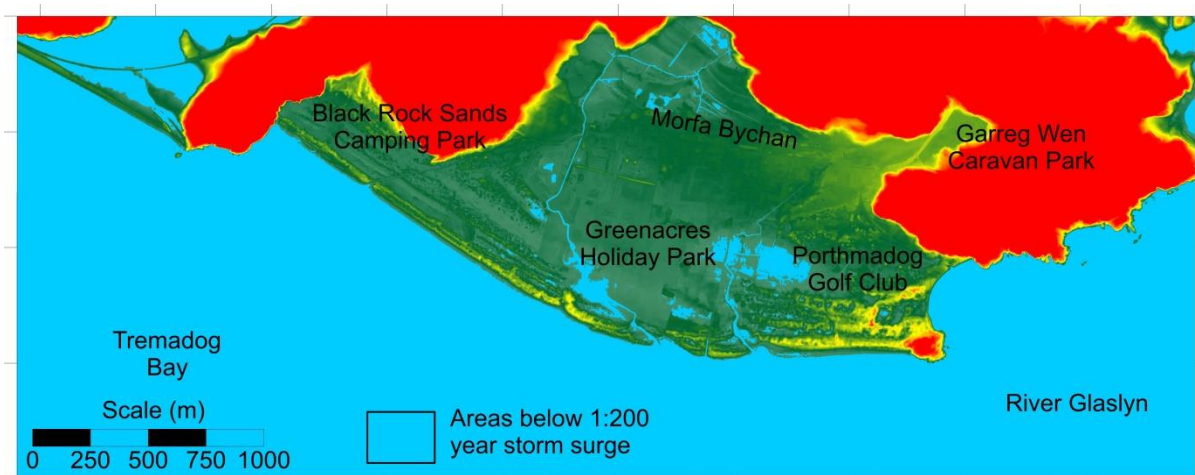 Black Rock Sands
Camping Park
Morfa Bychan
Garreg Wen
Caravan Park
Greenacres
Holiday Park
Porthmadog
Golf Club
Tremadog
Bay
River Glaslyn
Scale (m)
0 250 500 750 1000
Areas below 1:200
year storm surge